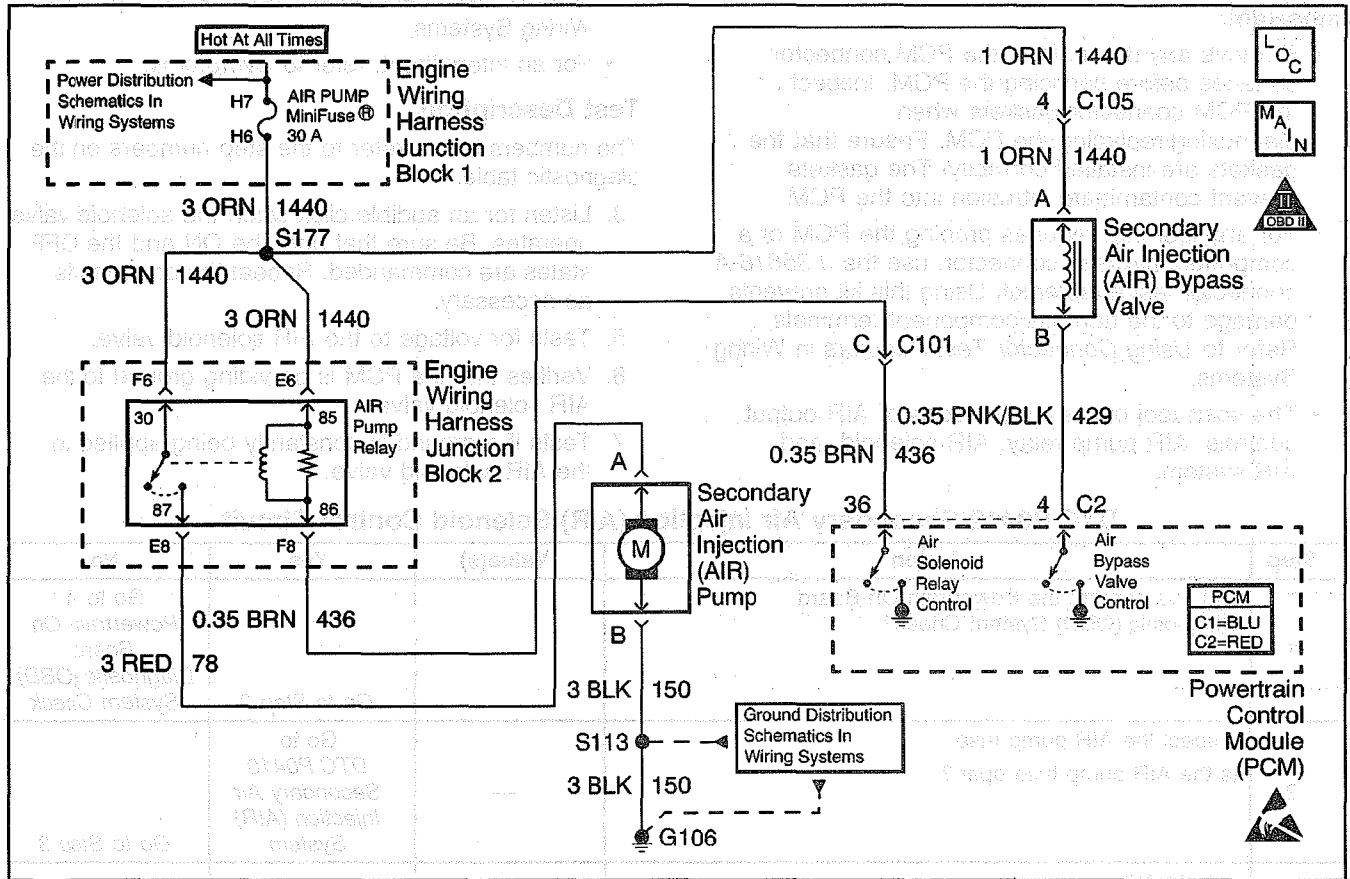 Hot At All Times
Power Distribution
Schematics In
Wiring Systems
H7
H6
AIR PUMP
MiniFuse ®
30 A
Engine
Wiring
Harness
Junction
Block 1
3 ORN 1440
S177
3 ORN 1440
3 ORN 1440
1 ORN 1440
4 C105
1 ORN 1440
A
Secondary
Air Injection
(AIR) Bypass
Valve
B
LOC
MAIN
II
OBD II
F6
E6
30
85
AIR
Pump
Relay
87
86
E8
F8
Engine
Wiring
Harness
Junction
Block 2
C C101
0.35 PNK/BLK 429
0.35 BRN 436
A
M
Secondary
Air
Injection
(AIR)
Pump
B
36
4 C2
Air
Solenoid
Relay
Control
Air
Bypass
Valve
Control
PCM
C1=BLU
C2=RED
Powertrain
Control
Module
(PCM)
0.35 BRN 436
3 RED 78
3 BLK 150
S113
Ground Distribution
Schematics In
Wiring Systems
3 BLK 150
G106